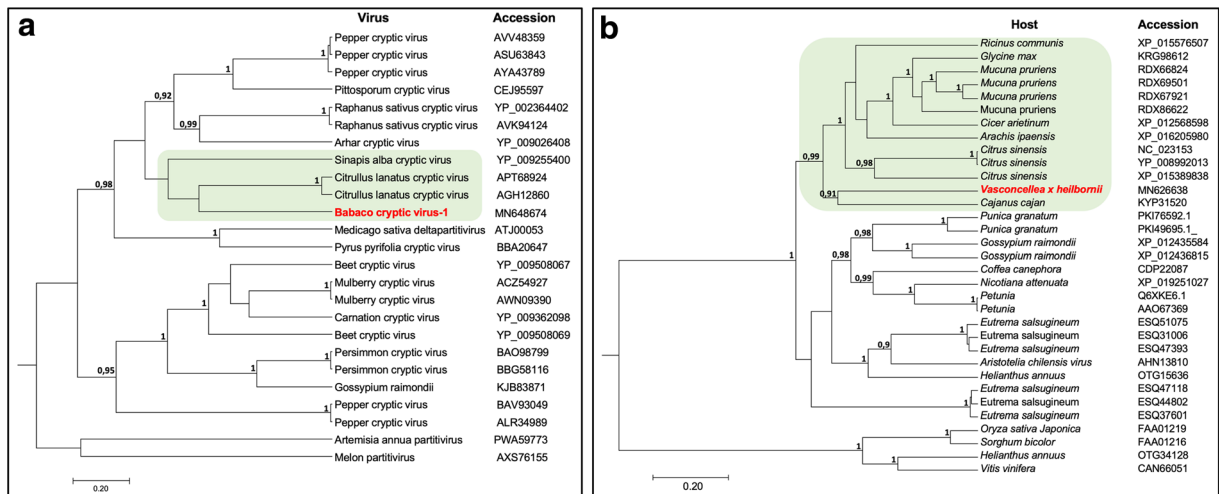 a
Virus Accession
Pepper cryptic virus AVV48359
Pepper cryptic virus ASU63843
1
Pepper cryptic virus AYA43789
1
Pittosporum cryptic virus CEJ95597
0,92
Raphanus sativus cryptic virus YP_002364402
1
Raphanus sativus cryptic virus AVK94124
0,99
Arhar cryptic virus YP_009026408
Sinapis alba cryptic virus YP_009255400
0,98
Citrullus lanatus cryptic virus APT68924
1
Citrullus lanatus cryptic virus AGH12860
Babaco cryptic virus-1 MN648674
Medicago sativa deltapartitivirus ATJ00053
1
Pyrus pyrifolia cryptic virus BBA20647
Beet cryptic virus YP_009508067
Mulberry cryptic virus ACZ54927
1
Mulberry cryptic virus AWN09390
1
Carnation cryptic virus YP_009362098
Beet cryptic virus YP_009508069
1
Persimmon cryptic virus BAO98799
1
Persimmon cryptic virus BBG58116
1
0,95
Gossypium raimondii KJB83871
Pepper cryptic virus BAV93049
1
Pepper cryptic virus ALR34989
Artemisia annua partitivirus PWA59773
Melon partitivirus AXS76155
0.20
b
Host Accession
Ricinus communis XP_015576507
Glycine max KRG98612
Mucuna pruriens RDX66824
1
Mucuna pruriens RDX69501
1
Mucuna pruriens RDX67921
1
Mucuna pruriens RDX86622
Cicer arietinum XP_012568598
1
Arachis ipaensis XP_016205980
Citrus sinensis NC_023153
1
0,99
Citrus sinensis YP_008992013
0,98
Citrus sinensis XP_015389838
Vasconcellea x heilbornii MN626638
0,91
Cajanus cajan KYP31520
Punica granatum PKI76592.1
1
Punica granatum PKI49695.1_
0,98
Gossypium raimondii XP_012435584
1
Gossypium raimondii XP_012436815
1
0,98
Coffea canephora CDP22087
0,99
Nicotiana attenuata XP_019251027
1
Petunia Q6XKE6.1
1
Petunia AAO67369
Eutrema salsugineum ESQ51075
1
Eutrema salsugineum ESQ31006
0,9
Eutrema salsugineum ESQ47393
1
Aristotelia chilensis virus AHN13810
Helianthus annuus OTG15636
Eutrema salsugineum ESQ47118
1
Eutrema salsugineum ESQ44802
Eutrema salsugineum ESQ37601
Oryza sativa Japonica FAA01219
1
Sorghum bicolor FAA01216
1
Helianthus annuus OTG34128
1
Vitis vinifera CAN66051
0.20